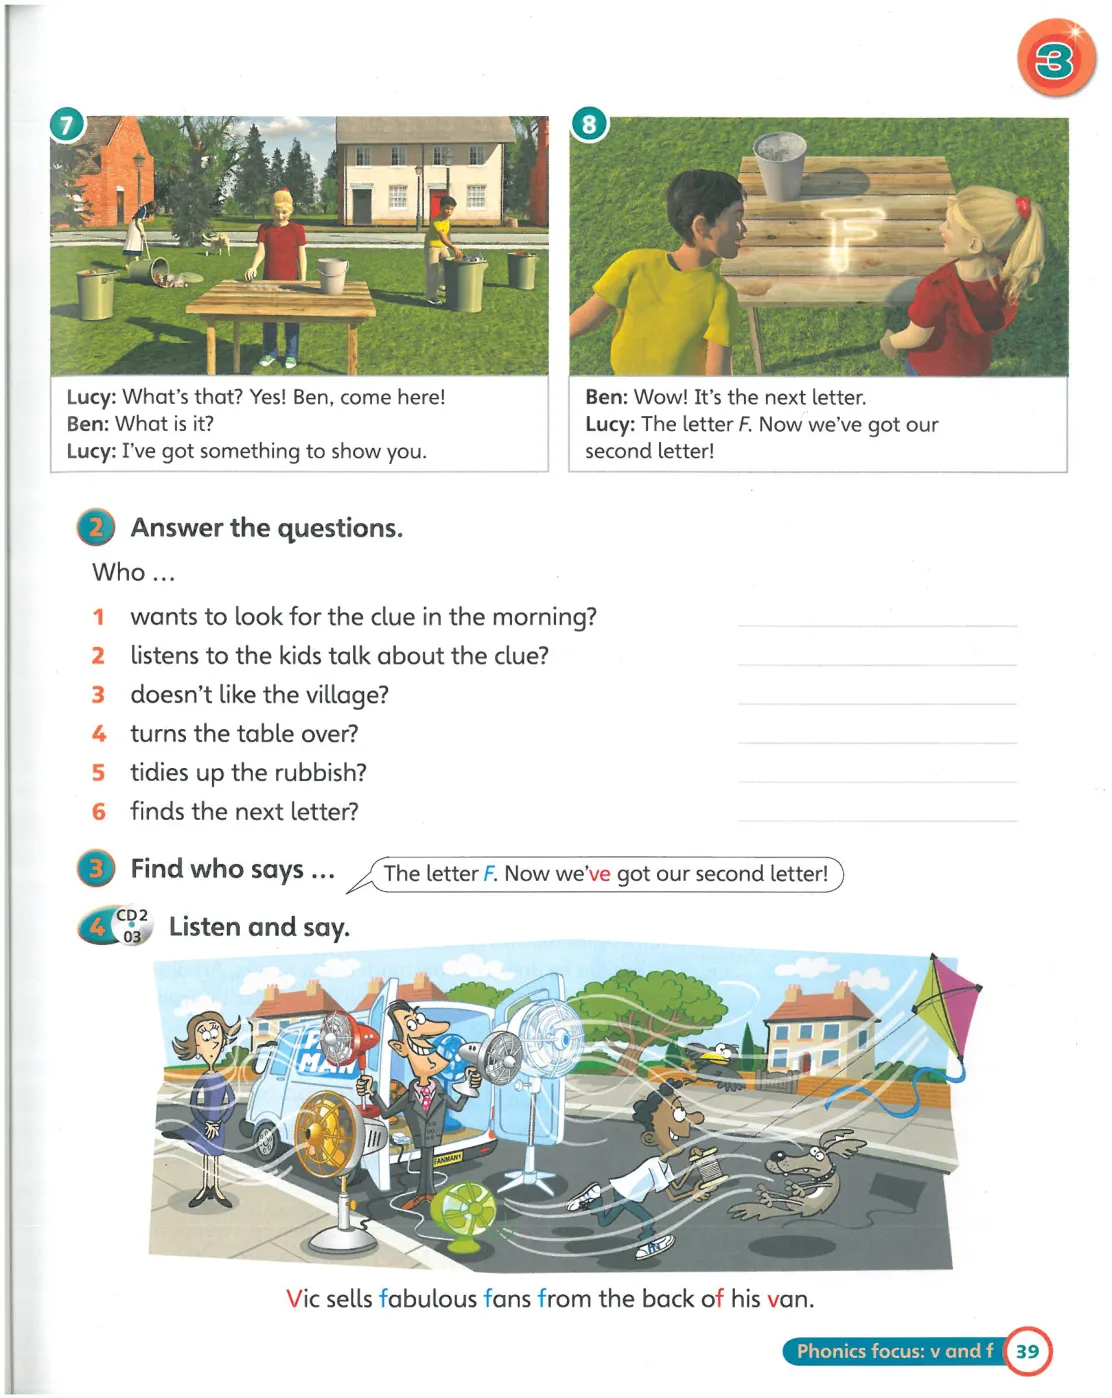 3
7
8
Lucy: What's that? Yes! Ben, come here!
Ben: What is it?
Lucy: I've got something to show you.
F
Ben: Wow! It's the next letter.
Lucy: The letter F. Now we've got our
second letter!
2 Answer the questions.
Who ...
1 wants to look for the clue in the morning?
2 listens to the kids talk about the clue?
3 doesn't like the village?
4 turns the table over?
5 tidies up the rubbish?
6 finds the next letter?
3 Find who says ... The letter F. Now we've got our second letter!
4 CD2 03 Listen and say.
MAN
FANMAN1
Vic sells fabulous fans from the back of his van.
Phonics focus: v and f 39